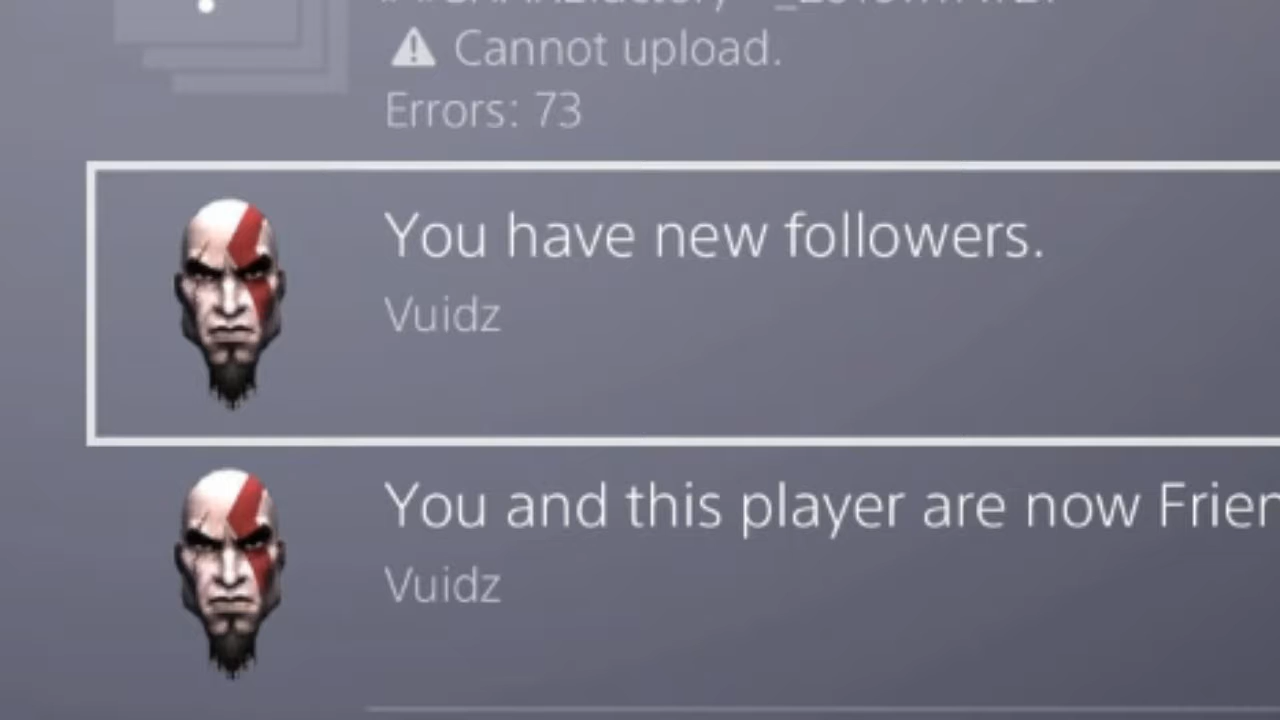 Cannot upload.
Errors: 73
You have new followers.
Vuidz
You and this player are now Frien
Vuidz